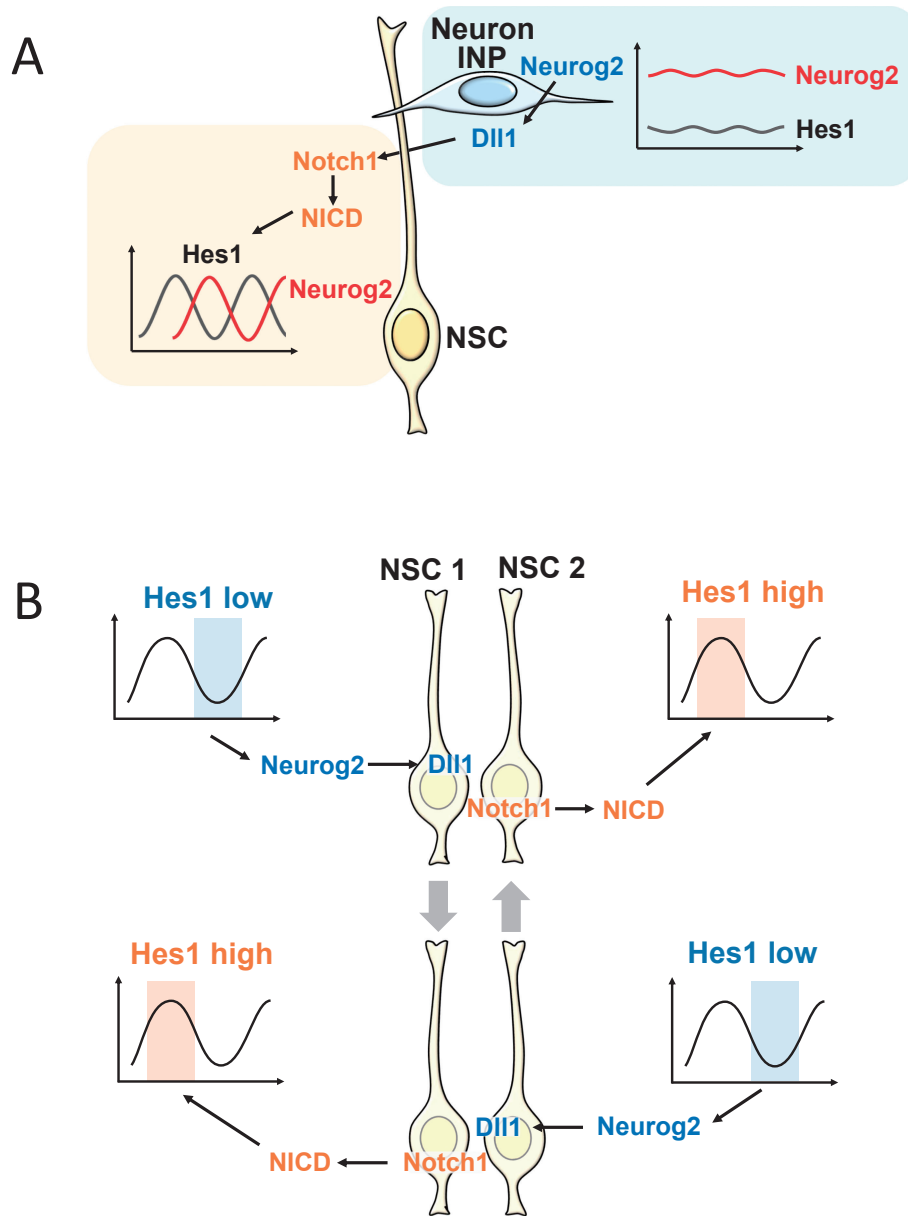 A
Neuron
INP
Neurog2
Dll1
Neurog2
Hes1
Notch1
NICD
Hes1
Neurog2
NSC
B
NSC 1
NSC 2
Hes1 low
Hes1 high
Neurog2
Dll1
Notch1
NICD
Hes1 high
Hes1 low
NICD
Notch1
Dll1
Neurog2